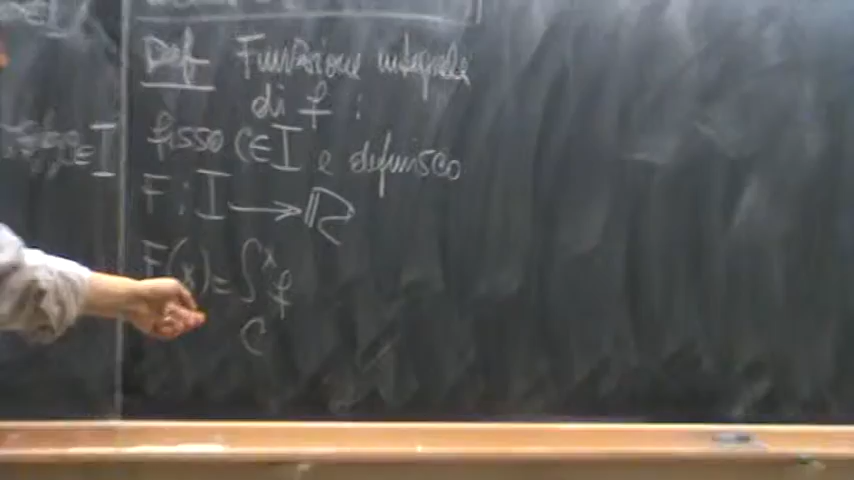 Def Funzione integrale
di f :
fisso c∈I e definisco
F : I → ℝ
F(x) = ∫_c^x f
∈I